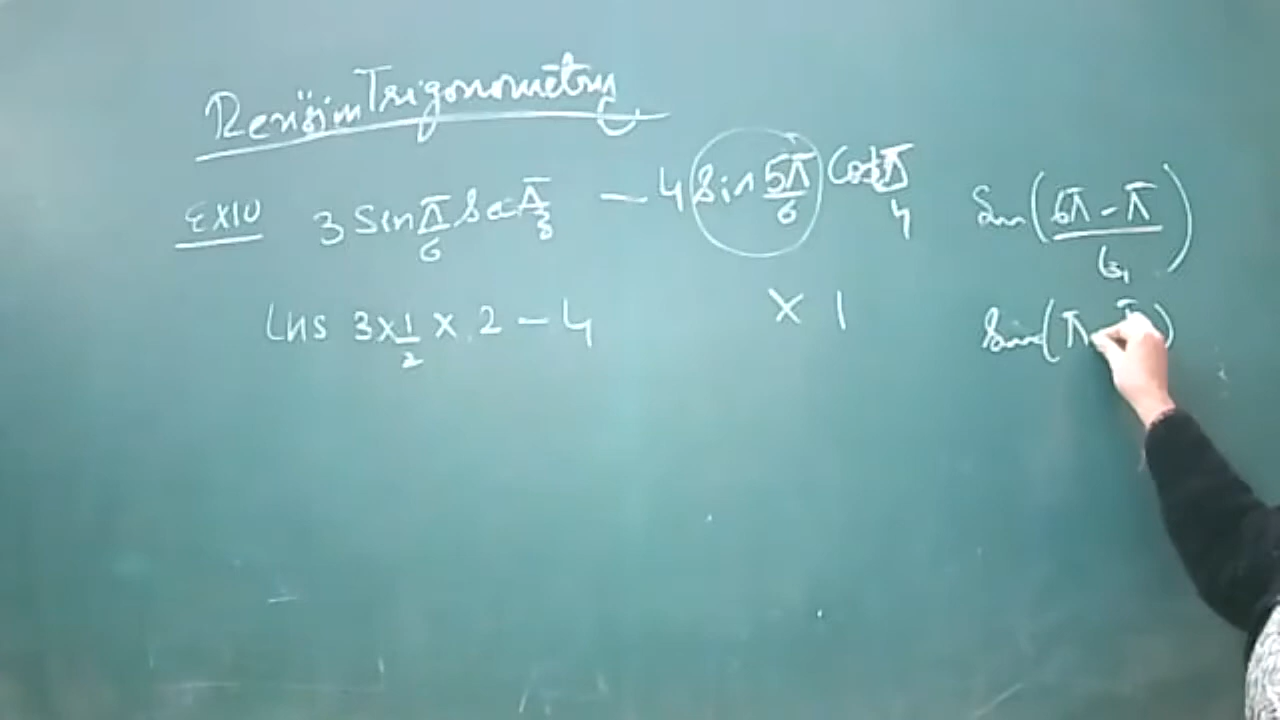 Revision Trigonometry
EX10 3 Sin π/6 Sec π/3 - 4 Sin 5π/6 Cot π/4
LHS 3 x 1/2 x 2 - 4 x 1
Sin (6π - π / 6)
Sin (π - π )